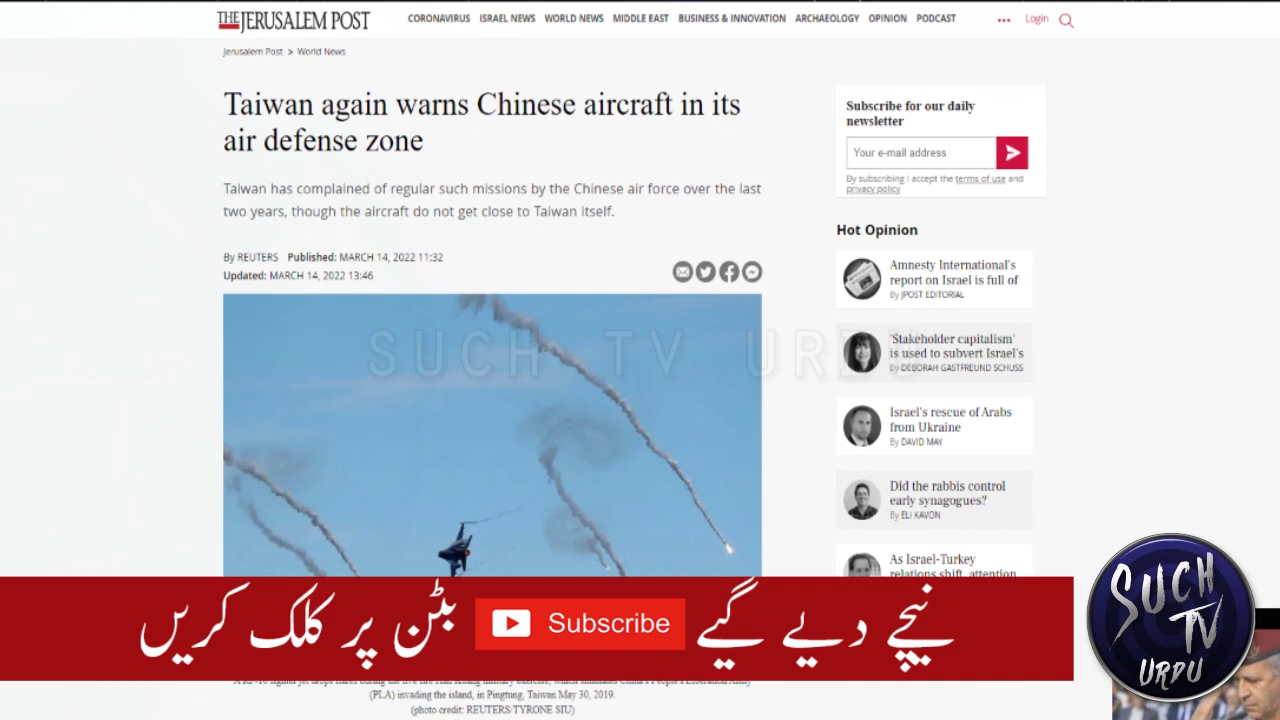 THE JERUSALEM POST
CORONAVIRUS ISRAEL NEWS WORLD NEWS MIDDLE EAST BUSINESS & INNOVATION ARCHAEOLOGY OPINION PODCAST ••• Login
Jerusalem Post > World News
Taiwan again warns Chinese aircraft in its
air defense zone
Taiwan has complained of regular such missions by the Chinese air force over the last
two years, though the aircraft do not get close to Taiwan itself.
By REUTERS Published: MARCH 14, 2022 11:32
Updated: MARCH 14, 2022 13:46
SUCH TV URDU
Subscribe for our daily
newsletter
Your e-mail address
By subscribing I accept the terms of use and
privacy policy
Hot Opinion
Amnesty International's
report on Israel is full of
By JPOST EDITORIAL
'Stakeholder capitalism'
is used to subvert Israel's
By DEBORAH GASTFREUND SCHUSS
Israel's rescue of Arabs
from Ukraine
By DAVID MAY
Did the rabbis control
early synagogues?
By ELI KAVON
As Israel-Turkey
relations shift, attention
نیچے دیے گیے Subscribe بٹن پر کلک کریں
(PLA) invading the island, in Pingtung, Taiwan May 30, 2019.
(photo credit: REUTERS/TYRONE SIU)
SUCH
TV
URDU